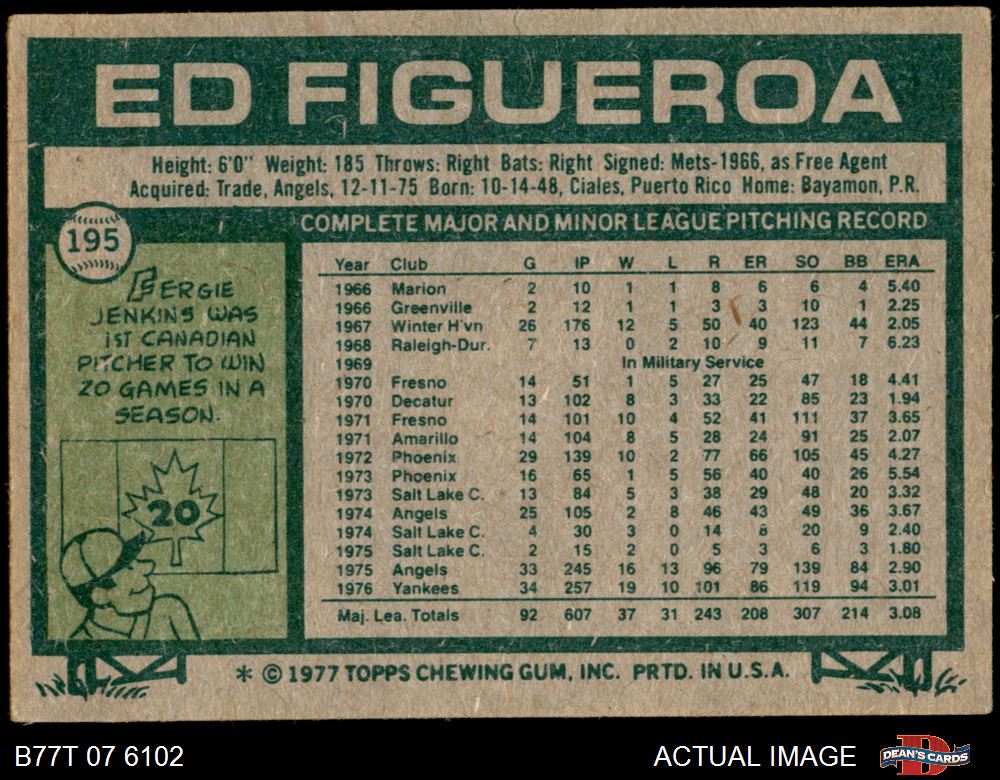 ED FIGUEROA
Height: 6'0" Weight: 185 Throws: Right Bats: Right Signed: Mets-1966, as Free Agent
Acquired: Trade, Angels, 12-11-75 Born: 10-14-48, Ciales, Puerto Rico Home: Bayamon, P.R.
195
COMPLETE MAJOR AND MINOR LEAGUE PITCHING RECORD
FERGIE
JENKINS WAS
1ST CANADIAN
PITCHER TO WIN
20 GAMES IN A
SEASON.
20
Year Club G IP W L R ER SO BB ERA
1966 Marion 2 10 1 1 8 6 6 4 5.40
1966 Greenville 2 12 1 1 3 3 10 1 2.25
1967 Winter H'vn 26 176 12 5 50 40 123 44 2.05
1968 Raleigh-Dur. 7 13 0 2 10 9 11 7 6.23
1969 In Military Service
1970 Fresno 14 51 1 5 27 25 47 18 4.41
1970 Decatur 13 102 8 3 33 22 85 23 1.94
1971 Fresno 14 101 10 4 52 41 111 37 3.65
1971 Amarillo 14 104 8 5 28 24 91 25 2.07
1972 Phoenix 29 139 10 2 77 66 105 45 4.27
1973 Phoenix 16 65 1 5 56 40 40 26 5.54
1973 Salt Lake C. 13 84 5 3 38 29 48 20 3.32
1974 Angels 25 105 2 8 46 43 49 36 3.67
1974 Salt Lake C. 4 30 3 0 14 8 20 9 2.40
1975 Salt Lake C. 2 15 2 0 5 3 6 3 1.80
1975 Angels 33 245 16 13 96 79 139 84 2.90
1976 Yankees 34 257 19 10 101 86 119 94 3.01
Maj. Lea. Totals 92 607 37 31 243 208 307 214 3.08
* © 1977 TOPPS CHEWING GUM, INC. PRTD. IN U.S.A.
B77T 07 6102
ACTUAL IMAGE
DEAN'S CARDS